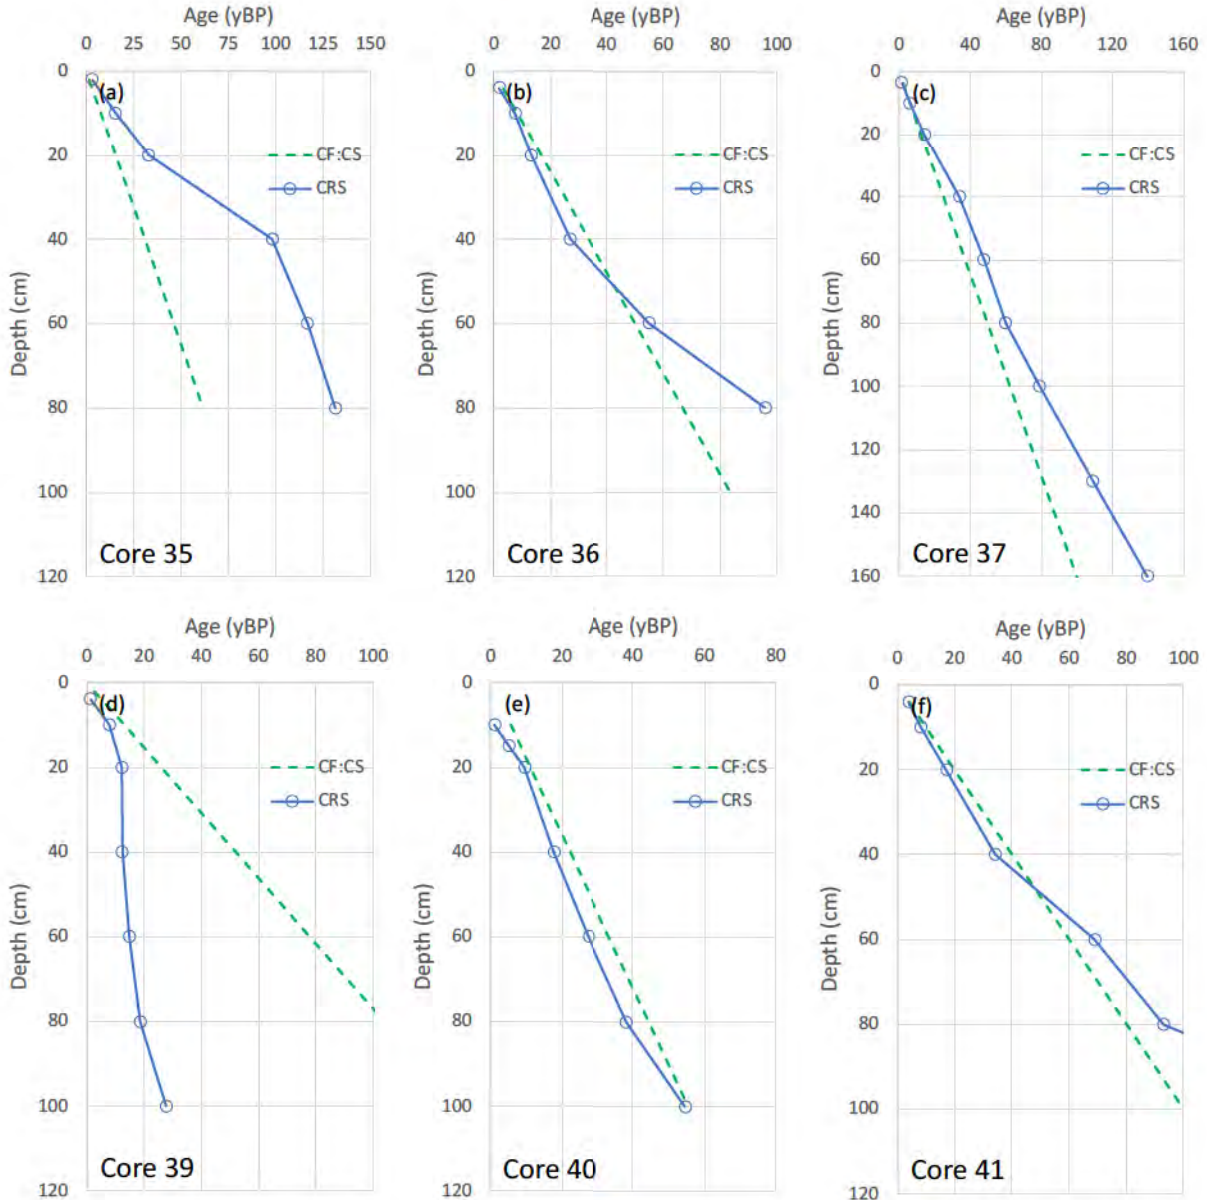 Age (yBP)
0 25 50 75 100 125 150
0
20
40
60
80
100
120
Depth (cm)
(a)
CF:CS
CRS
Core 35
Age (yBP)
0 20 40 60 80 100
0
20
40
60
80
100
120
Depth (cm)
(b)
CF:CS
CRS
Core 36
Age (yBP)
0 40 80 120 160
0
20
40
60
80
100
120
140
160
Depth (cm)
(c)
CF:CS
CRS
Core 37
Age (yBP)
0 20 40 60 80 100
0
20
40
60
80
100
120
Depth (cm)
(d)
CF:CS
CRS
Core 39
Age (yBP)
0 20 40 60 80
0
20
40
60
80
100
120
Depth (cm)
(e)
CF:CS
CRS
Core 40
Age (yBP)
0 20 40 60 80 100
0
20
40
60
80
100
120
Depth (cm)
(f)
CF:CS
CRS
Core 41